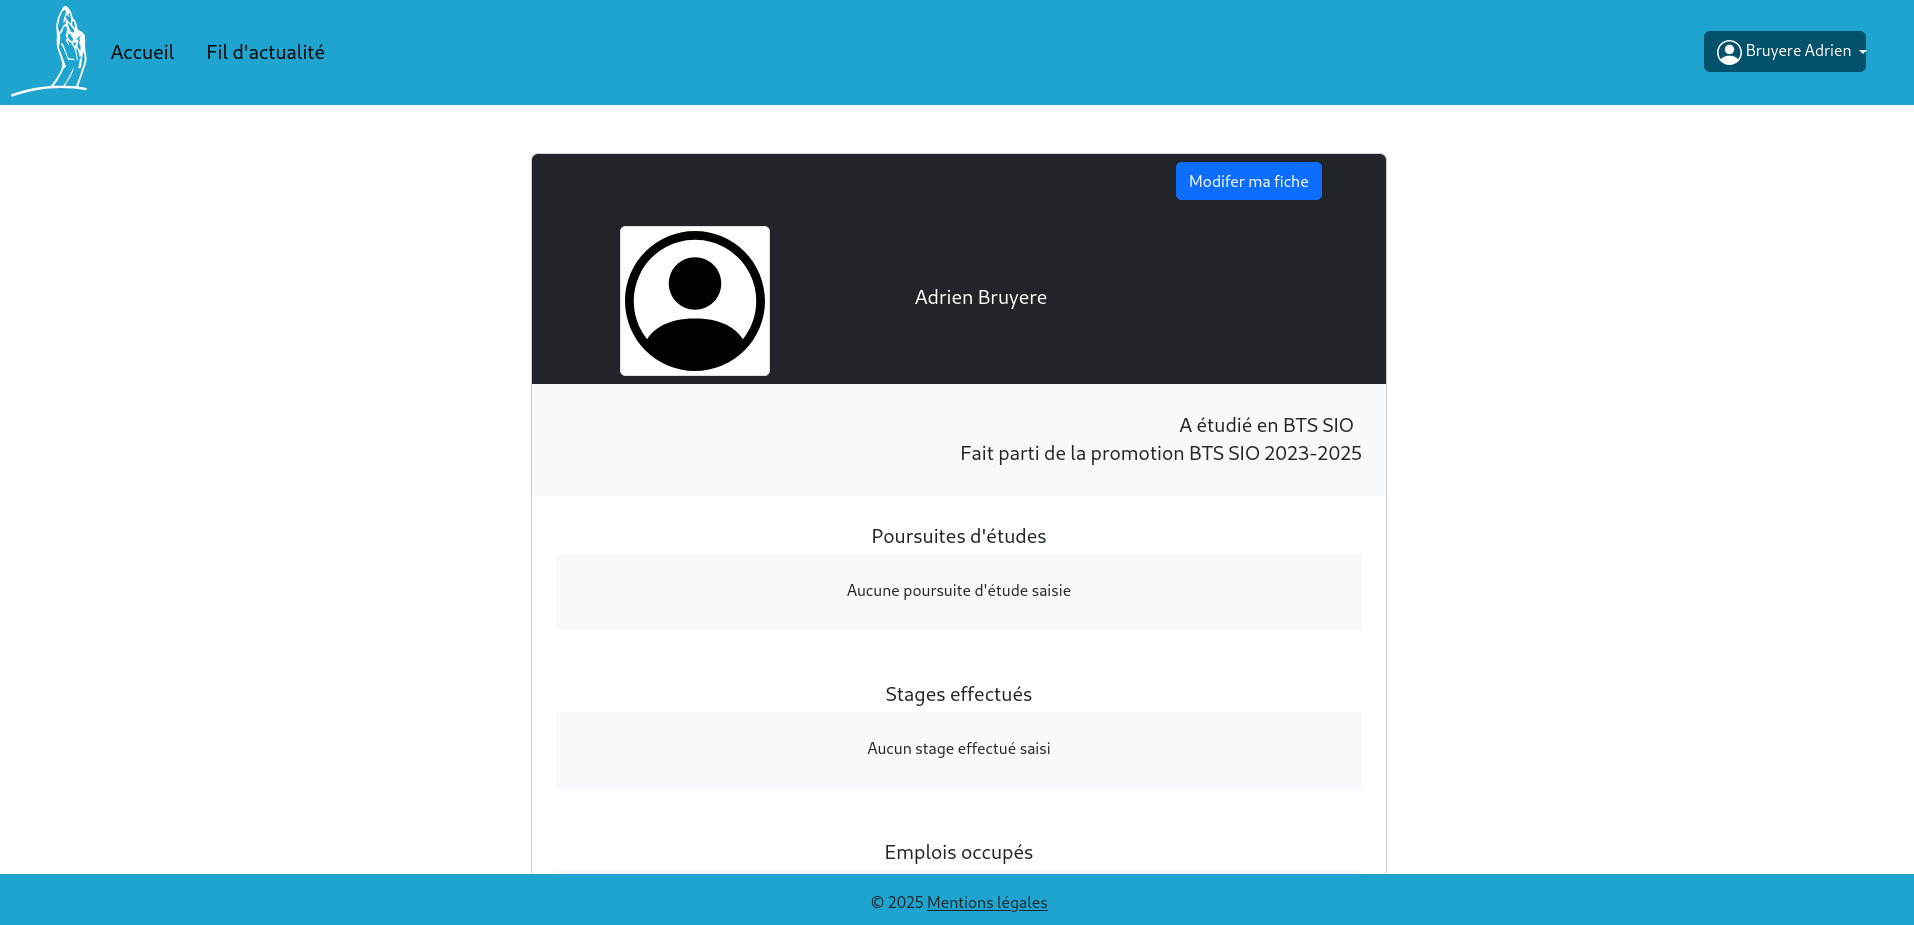 Accueil
Fil d'actualité
Bruyere Adrien
Modifer ma fiche
Adrien Bruyere
A étudié en BTS SIO
Fait parti de la promotion BTS SIO 2023-2025
Poursuites d'études
Aucune poursuite d'étude saisie
Stages effectués
Aucun stage effectué saisi
Emplois occupés
© 2025 Mentions légales